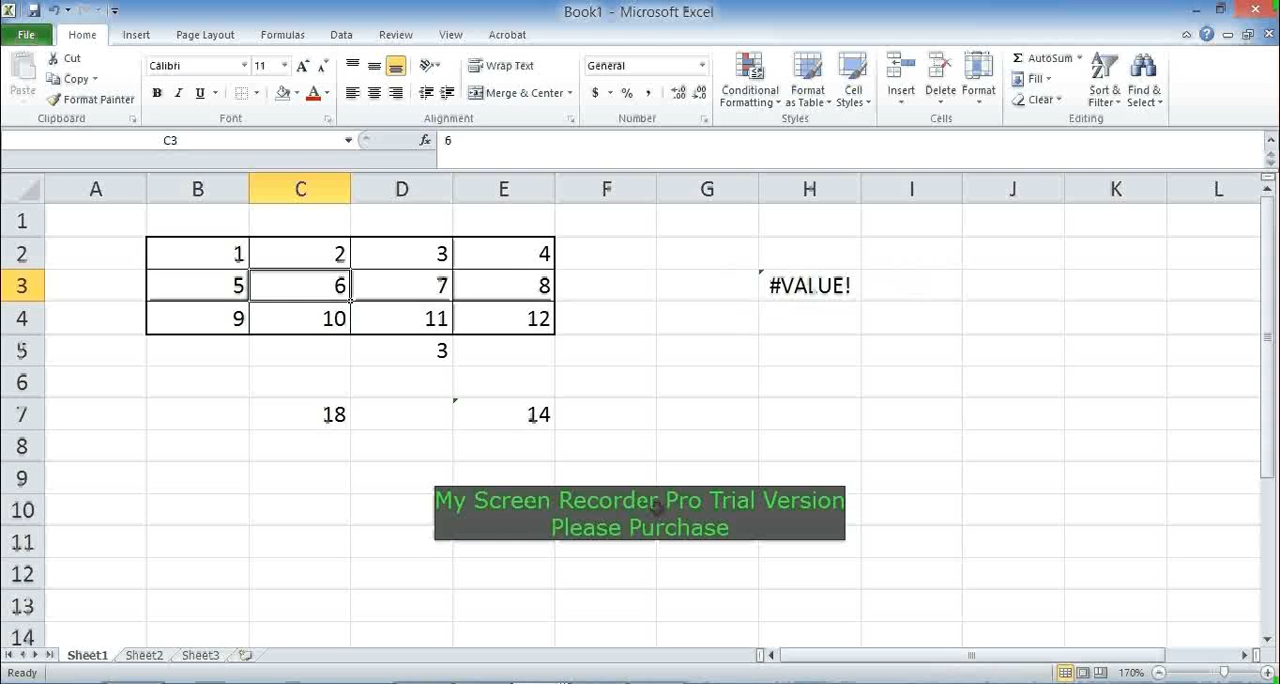 Book1 - Microsoft Excel
File Home Insert Page Layout Formulas Data Review View Acrobat
Paste
Cut
Copy
Format Painter
Clipboard
Calibri 11
Font
Wrap Text
Merge & Center
Alignment
General
$ % ,
Number
Conditional Formatting
Format as Table
Cell Styles
Styles
Insert
Delete
Format
Cells
Σ AutoSum
Fill
Clear
Sort & Filter
Find & Select
Editing
C3 fx 6
A B C D E F G H I J K L
1
2 1 2 3 4
3 5 6 7 8 #VALUE!
4 9 10 11 12
5 3
6
7 18 14
8
9
10
11
12
13
14
My Screen Recorder Pro Trial Version
Please Purchase
Sheet1 Sheet2 Sheet3
Ready 170%